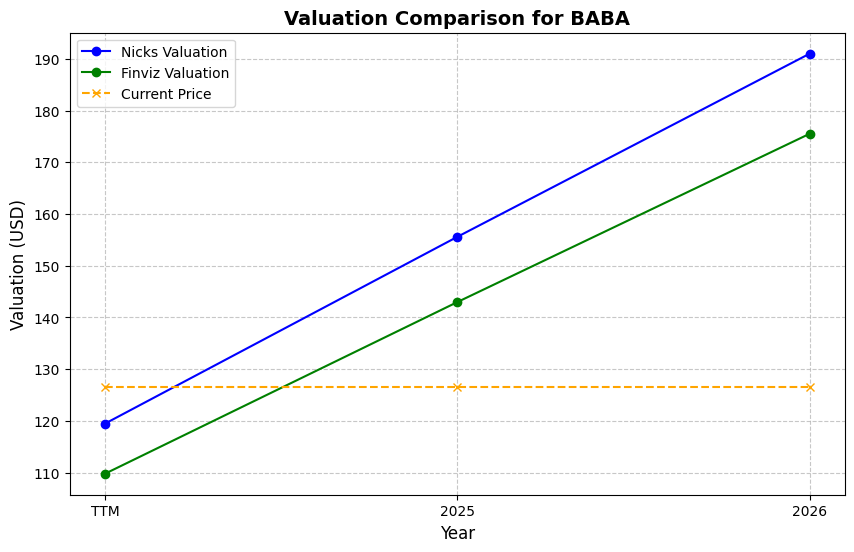 Valuation Comparison for BABA
Nicks Valuation
Finviz Valuation
Current Price
Valuation (USD)
190
180
170
160
150
140
130
120
110
TTM
2025
2026
Year